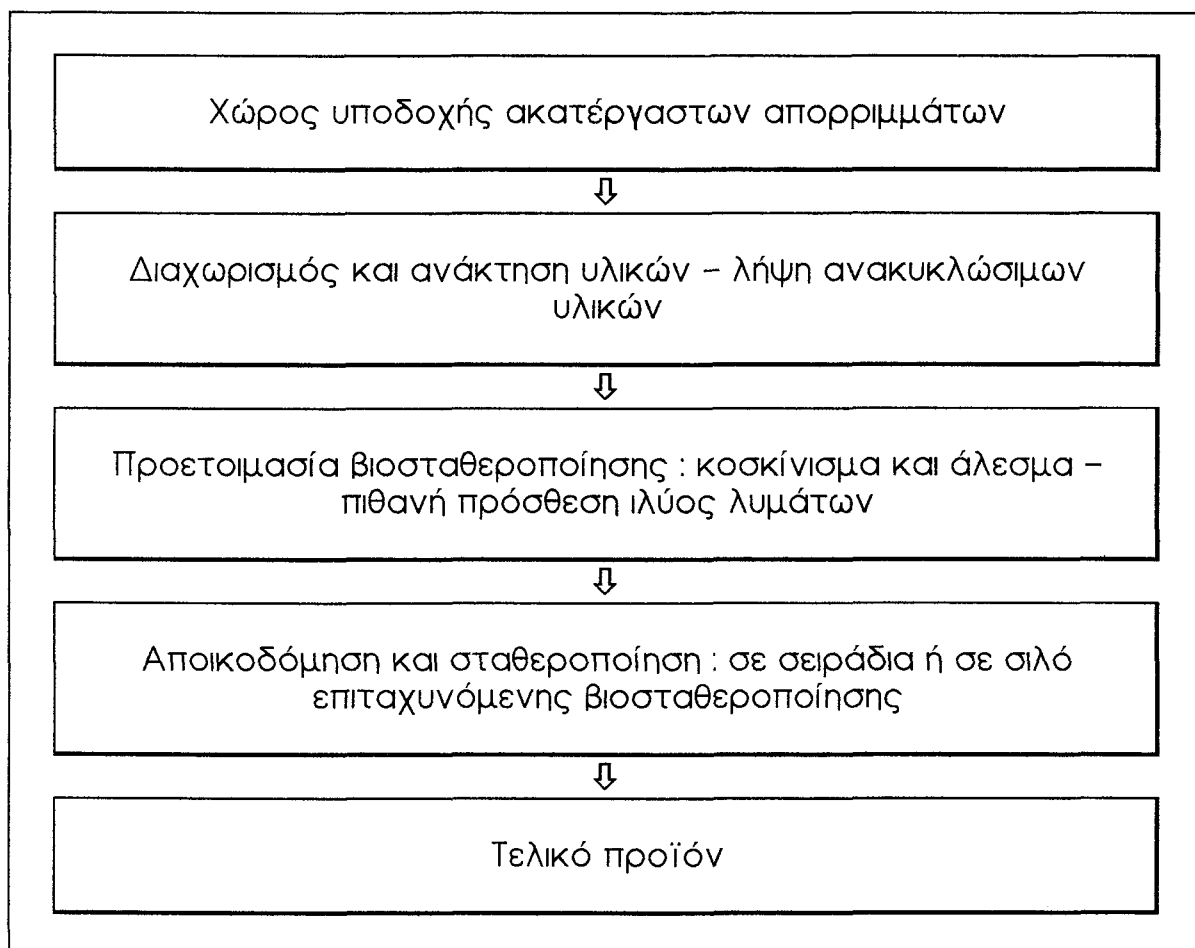 Χώρος υποδοχής ακατέργαστων απορριμμάτων
⇩
Διαχωρισμός και ανάκτηση υλικών – λήψη ανακυκλώσιμων
υλικών
⇩
Προετοιμασία βιοσταθεροποίησης : κοσκίνισμα και άλεσμα –
πιθανή πρόσθεση ιλύος λυμάτων
⇩
Αποικοδόμηση και σταθεροποίηση : σε σειράδια ή σε σιλό
επιταχυνόμενης βιοσταθεροποίησης
⇩
Τελικό προϊόν